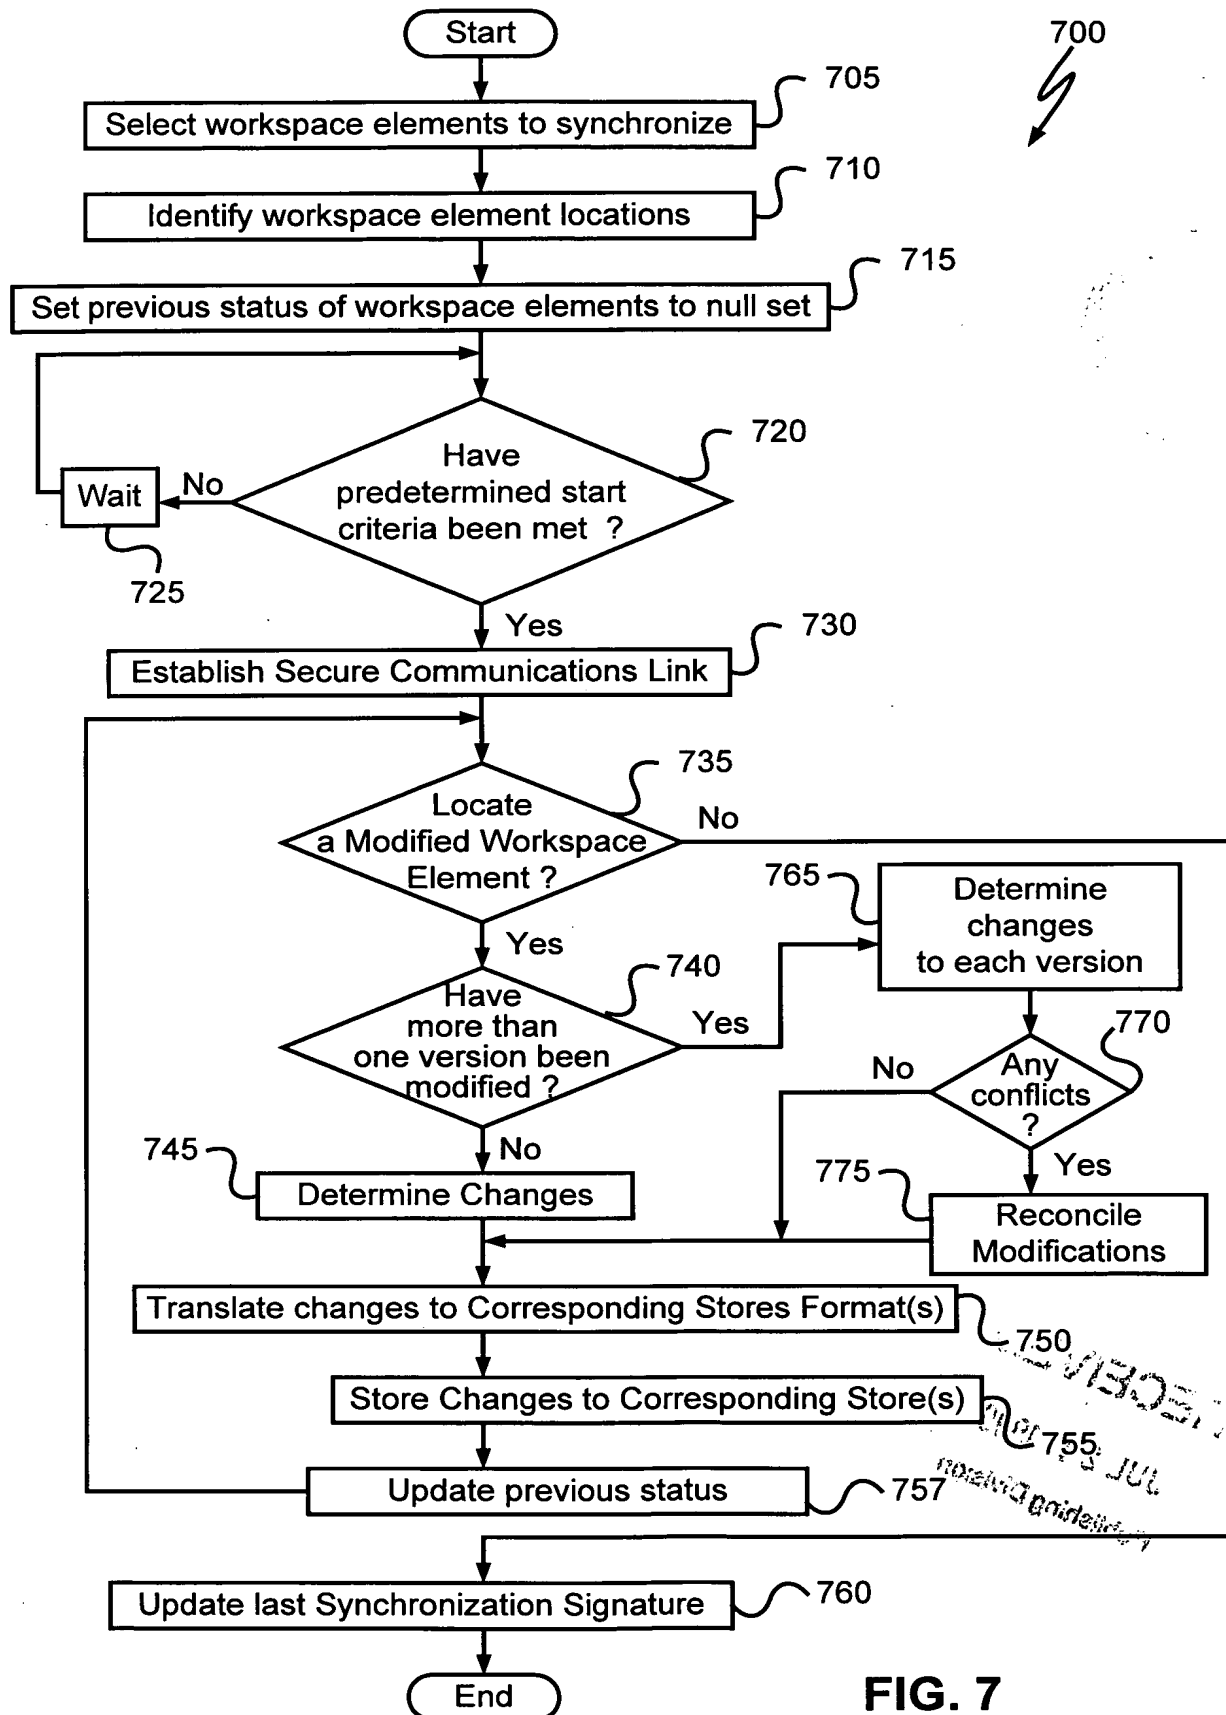 Start
700
705
Select workspace elements to synchronize
710
Identify workspace element locations
715
Set previous status of workspace elements to null set
720
Have
predetermined start
criteria been met ?
No
Wait
725
Yes
730
Establish Secure Communications Link
735
Locate
a Modified Workspace
Element ?
No
Yes
765
Determine
changes
to each version
740
Have
more than
one version been
modified ?
Yes
770
Any
conflicts
?
No
Yes
No
745
Determine Changes
775
Reconcile
Modifications
Translate changes to Corresponding Stores Format(s)
750
Store Changes to Corresponding Store(s)
755
JUL
Update previous status
757
Publishing Division
Update last Synchronization Signature
760
End
FIG. 7